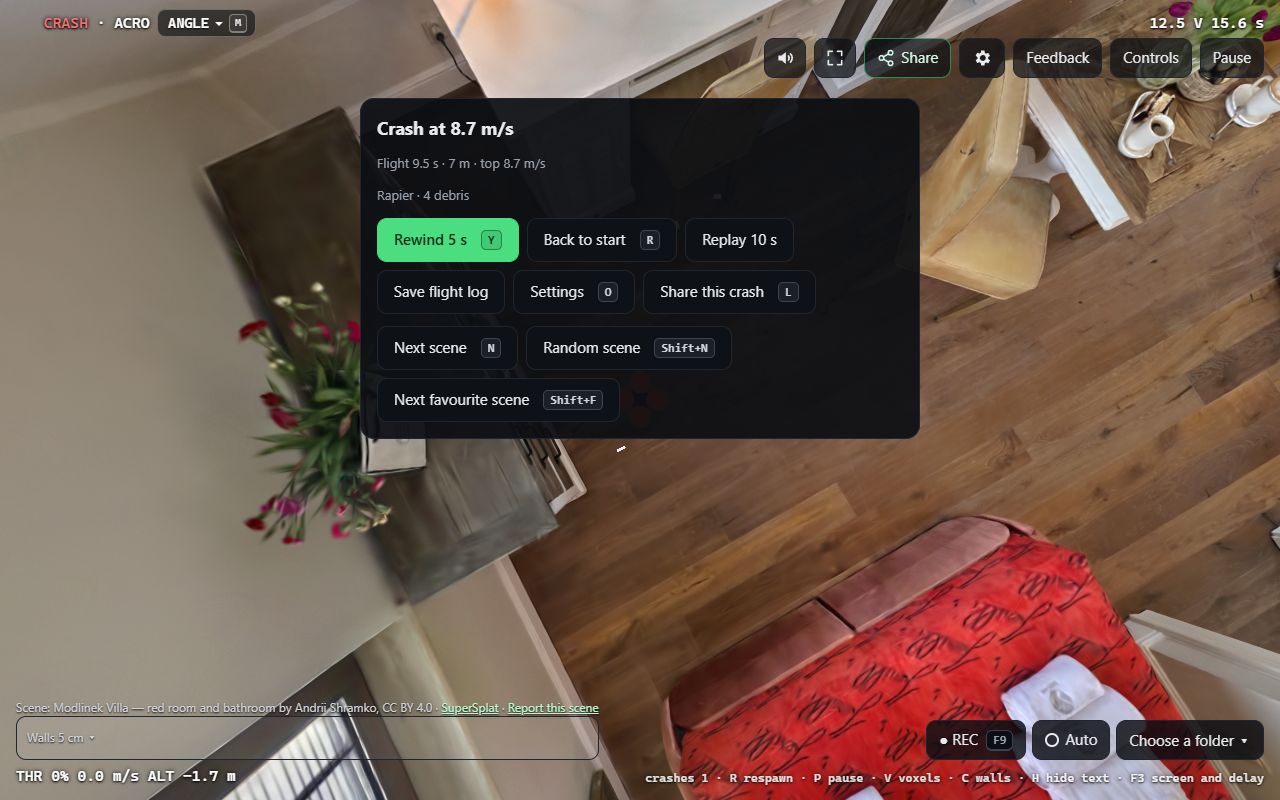 CRASH · ACRO ANGLE M
12.5 V 15.6 s
Share Feedback Controls Pause
Crash at 8.7 m/s
Flight 9.5 s · 7 m · top 8.7 m/s
Rapier · 4 debris
Rewind 5 s Y Back to start R Replay 10 s
Save flight log Settings O Share this crash L
Next scene N Random scene Shift+N
Next favourite scene Shift+F
Scene: Modlinek Villa — red room and bathroom by Andrii Shramko, CC BY 4.0 · SuperSplat · Report this scene
Walls 5 cm
● REC F9 Auto Choose a folder
THR 0% 0.0 m/s ALT −1.7 m
crashes 1 · R respawn · P pause · V voxels · C walls · H hide text · F3 screen and delay